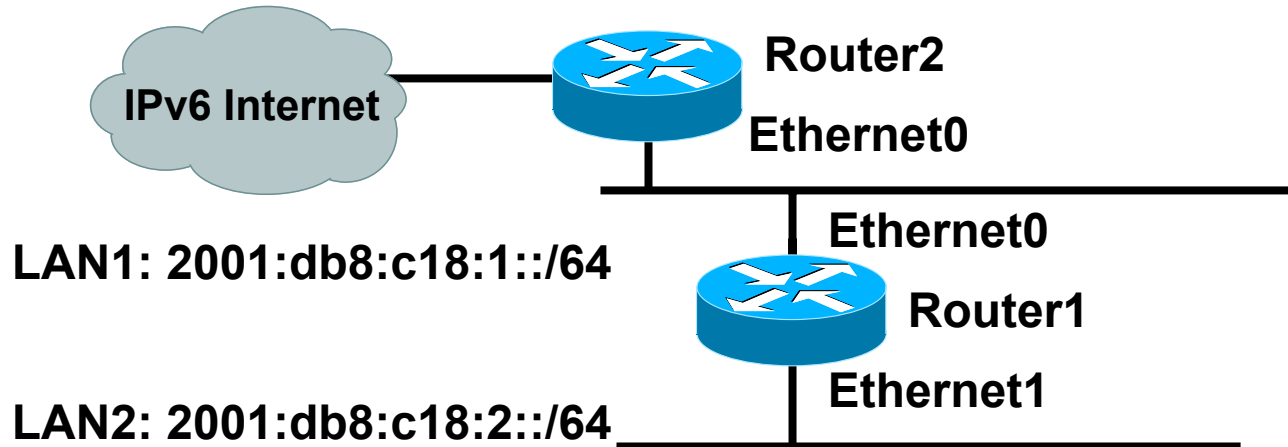 Router2
IPv6 Internet
Ethernet0
Ethernet0
LAN1: 2001:db8:c18:1::/64
Router1
Ethernet1
LAN2: 2001:db8:c18:2::/64